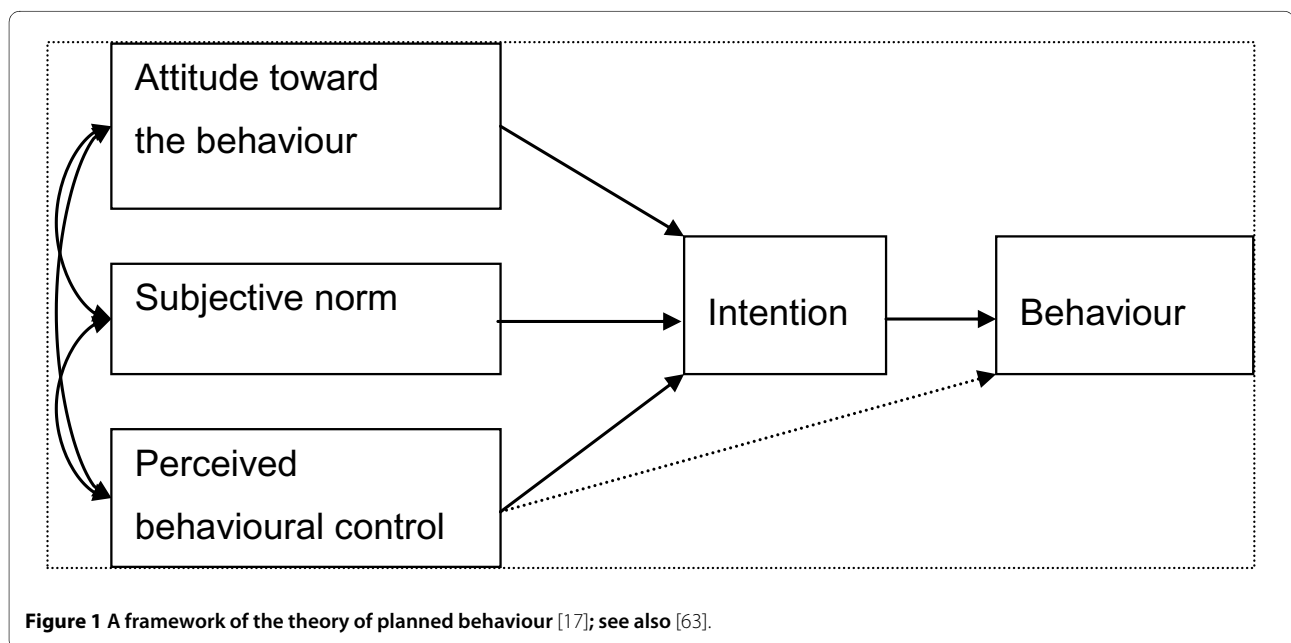 Attitude toward
the behaviour
Subjective norm
Intention
Behaviour
Perceived
behavioural control
Figure 1 A framework of the theory of planned behaviour [17]; see also [63].